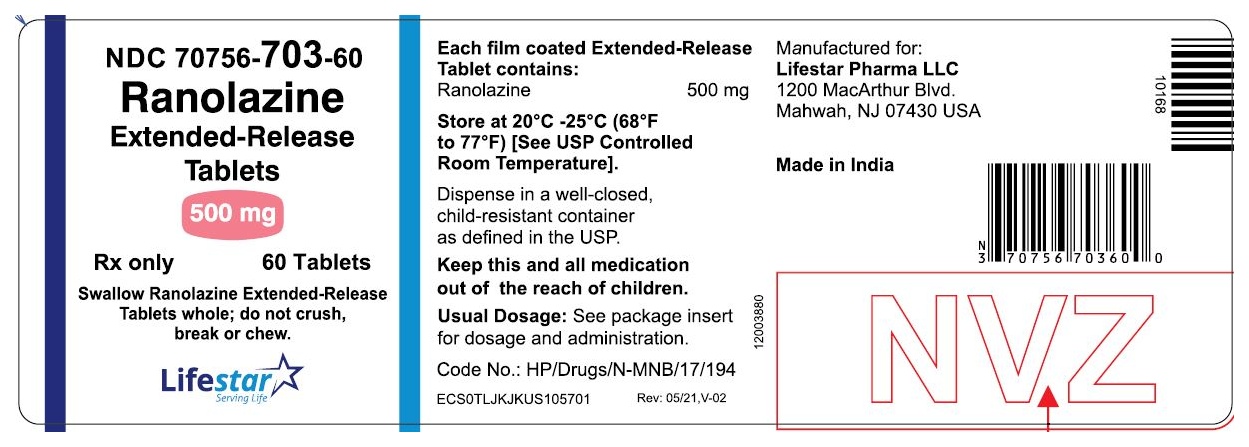 NDC 70756-703-60
Ranolazine
Extended-Release
Tablets
500 mg
Rx only 60 Tablets
Swallow Ranolazine Extended-Release
Tablets whole; do not crush,
break or chew.
Lifestar
Serving Life
Each film coated Extended-Release
Tablet contains:
Ranolazine 500 mg
Store at 20°C -25°C (68°F
to 77°F) [See USP Controlled
Room Temperature].
Dispense in a well-closed,
child-resistant container
as defined in the USP.
Keep this and all medication
out of the reach of children.
Usual Dosage: See package insert
for dosage and administration.
Code No.: HP/Drugs/N-MNB/17/194
ECS0TLJKJKUS105701 Rev: 05/21,V-02
Manufactured for:
Lifestar Pharma LLC
1200 MacArthur Blvd.
Mahwah, NJ 07430 USA
Made in India
10168
N
3 70756 70360 0
12003880
NVZ